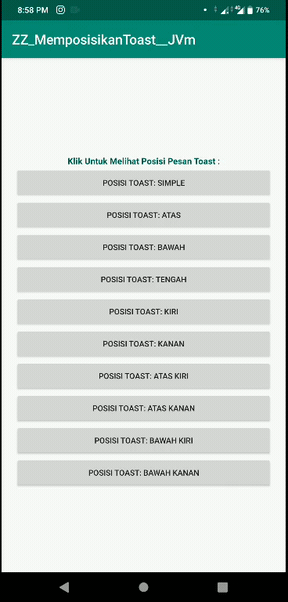 8:58 PM 4G 76%
ZZ_MemposisikanToast__JVm
Klik Untuk Melihat Posisi Pesan Toast :
POSISI TOAST: SIMPLE
POSISI TOAST: ATAS
POSISI TOAST: BAWAH
POSISI TOAST: TENGAH
POSISI TOAST: KIRI
POSISI TOAST: KANAN
POSISI TOAST: ATAS KIRI
POSISI TOAST: ATAS KANAN
POSISI TOAST: BAWAH KIRI
POSISI TOAST: BAWAH KANAN